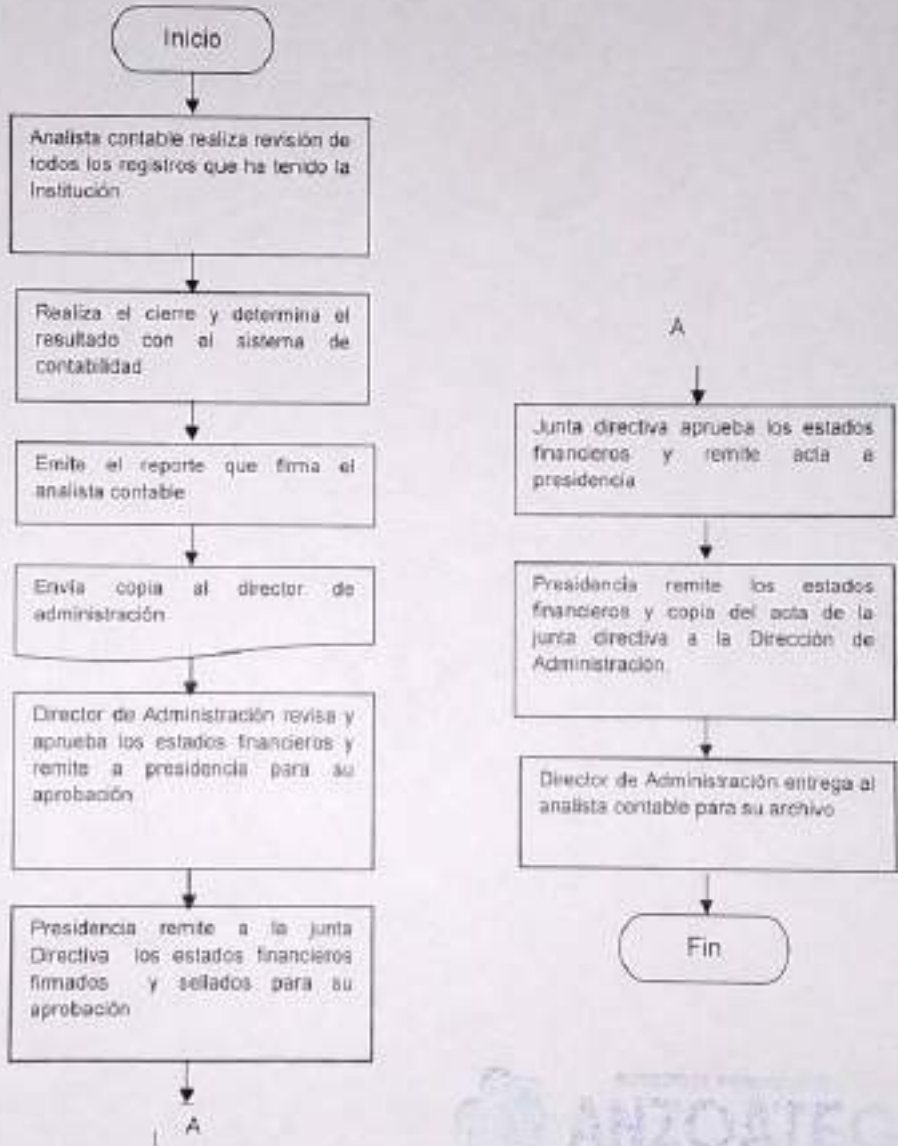 Inicio
Analista contable realiza revisión de
todos los registros que ha tenido la
Institución
Realiza el cierre y determina el
resultado con el sistema de
contabilidad
Emite el reporte que firma el
analista contable
Envía copia al director de
administración
Director de Administración revisa y
aprueba los estados financieros y
remite a presidencia para su
aprobación
Presidencia remite a la junta
Directiva los estados financieros
firmados y sellados para su
aprobación
A
A
Junta directiva aprueba los estados
financieros y remite acta a
presidencia
Presidencia remite los estados
financieros y copia del acta de la
junta directiva a la Dirección de
Administración.
Director de Administración entrega al
analista contable para su archivo
Fin